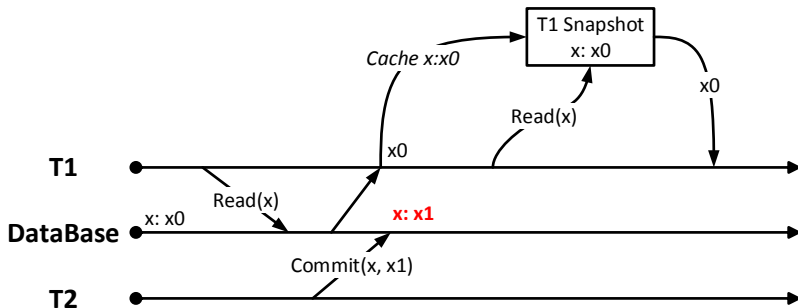 T1 Snapshot
x: x0
Cache x:x0
x0
Read(x)
x0
T1
Read(x)
x: x0
x: x1
DataBase
Commit(x, x1)
T2